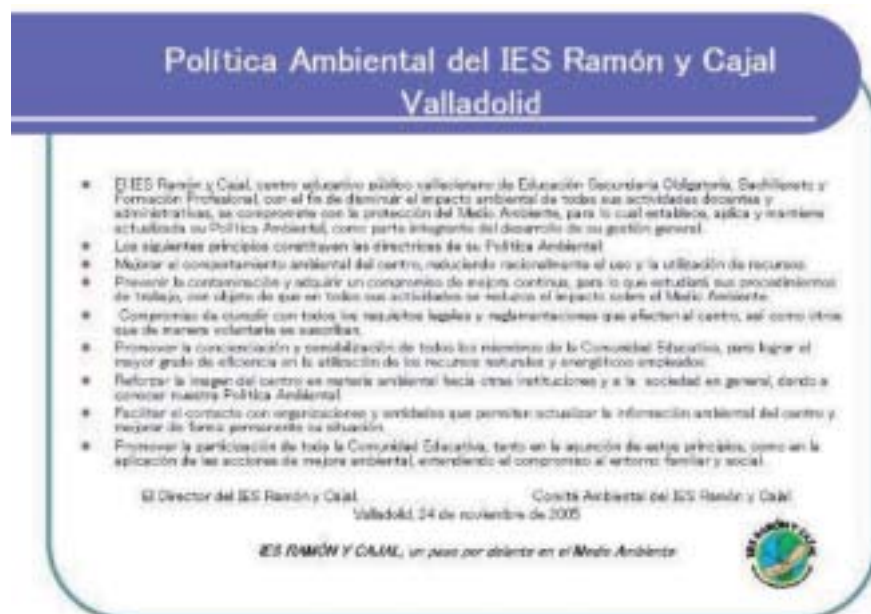 Política Ambiental del IES Ramón y Cajal
Valladolid
El IES Ramón y Cajal, centro educativo público vallisoletano de Educación Secundaria Obligatoria, Bachillerato y
Formación Profesional, con el fin de disminuir el impacto ambiental de todas sus actividades docentes y
administrativas, se compromete con la protección del Medio Ambiente, para lo cual establece, aplica y mantiene
actualizada su Política Ambiental, como parte integrante del desarrollo de su gestión general.
Los siguientes principios constituyen las directrices de su Política Ambiental:
Mejorar el comportamiento ambiental del centro, reduciendo racionalmente el uso y la utilización de recursos.
Prevenir la contaminación y adquirir un compromiso de mejora continua, para lo que estudiará sus procedimientos
de trabajo, con objeto de que en todas sus actividades se reduzca el impacto sobre el Medio Ambiente.
Compromiso de cumplir con todos los requisitos legales y reglamentaciones que afecten al centro, así como otros
que de manera voluntaria se suscriban.
Promover la concienciación y sensibilización de todos los miembros de la Comunidad Educativa, para lograr el
mayor grado de eficiencia en la utilización de los recursos naturales y energéticos empleados.
Reforzar la imagen del centro en materia ambiental hacia otras instituciones y a la sociedad en general, dando a
conocer nuestra Política Ambiental.
Facilitar el contacto con organizaciones y entidades que permitan actualizar la información ambiental del centro y
mejorar de forma permanente su situación.
Promover la participación de toda la Comunidad Educativa, tanto en la asunción de estos principios, como en la
aplicación de las acciones de mejora ambiental, extendiendo el compromiso al entorno familiar y social.
El Director del IES Ramón y Cajal Comité Ambiental del IES Ramón y Cajal
Valladolid, 24 de noviembre de 2005
IES RAMÓN Y CAJAL, un paso por delante en el Medio Ambiente
IES RAMÓN Y CAJAL